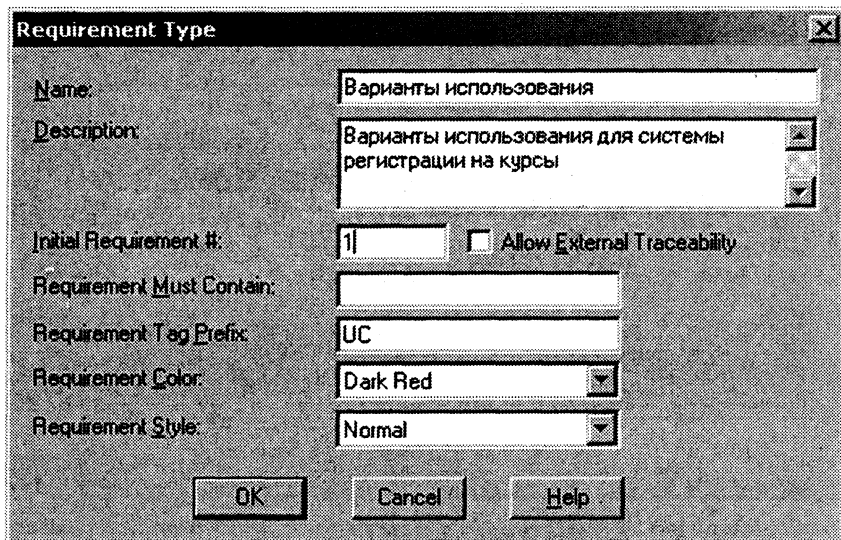 Requirement Type
Name: Варианты использования
Description: Варианты использования для системы
регистрации на курсы
Initial Requirement #: 1 Allow External Traceability
Requirement Must Contain:
Requirement Tag Prefix: UC
Requirement Color: Dark Red
Requirement Style: Normal
OK Cancel Help